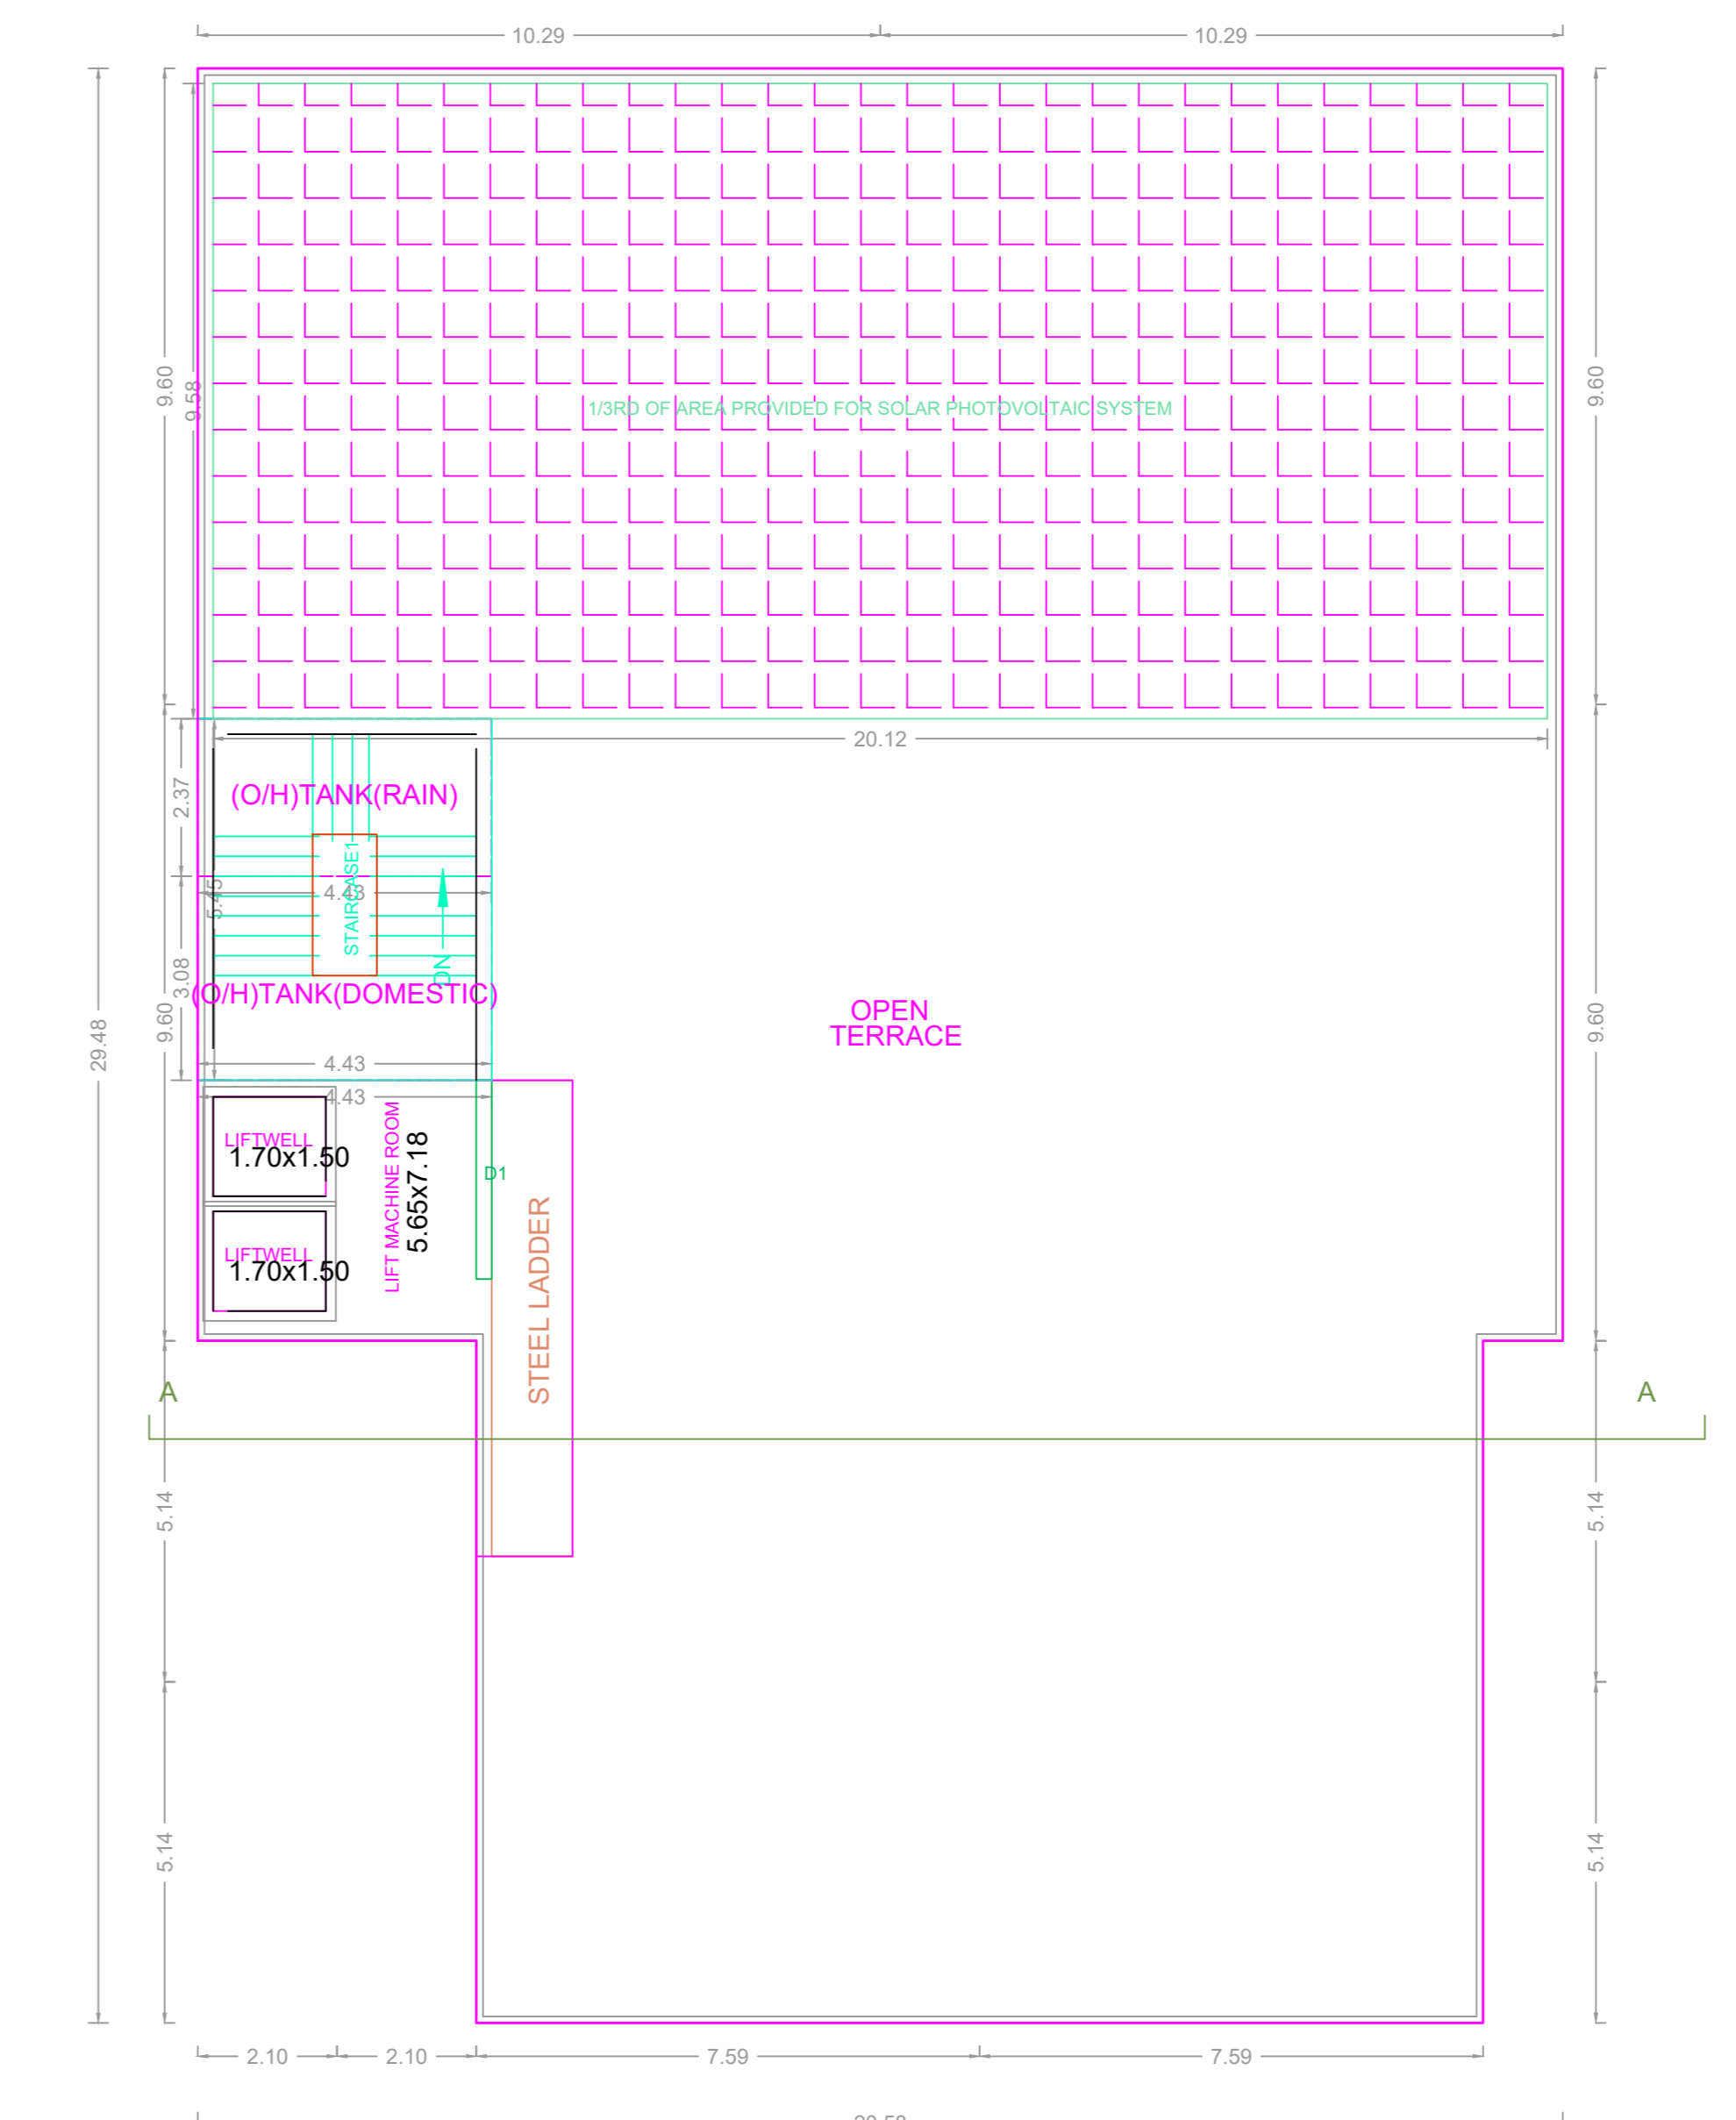 10.29
10.29
9.60
9.58
9.60
1/3RD OF AREA PROVIDED FOR SOLAR PHOTOVOLTAIC SYSTEM
20.12
2.37
(O/H)TANK(RAIN)
STAIRCASE1
4.43
5.45
DN
3.08
(O/H)TANK(DOMESTIC)
9.60
9.60
29.48
OPEN
TERRACE
4.43
4.43
LIFTWELL
1.70x1.50
LIFT MACHINE ROOM
5.65x7.18
D1
LIFTWELL
1.70x1.50
STEEL LADDER
A
A
5.14
5.14
5.14
5.14
2.10
2.10
7.59
7.59